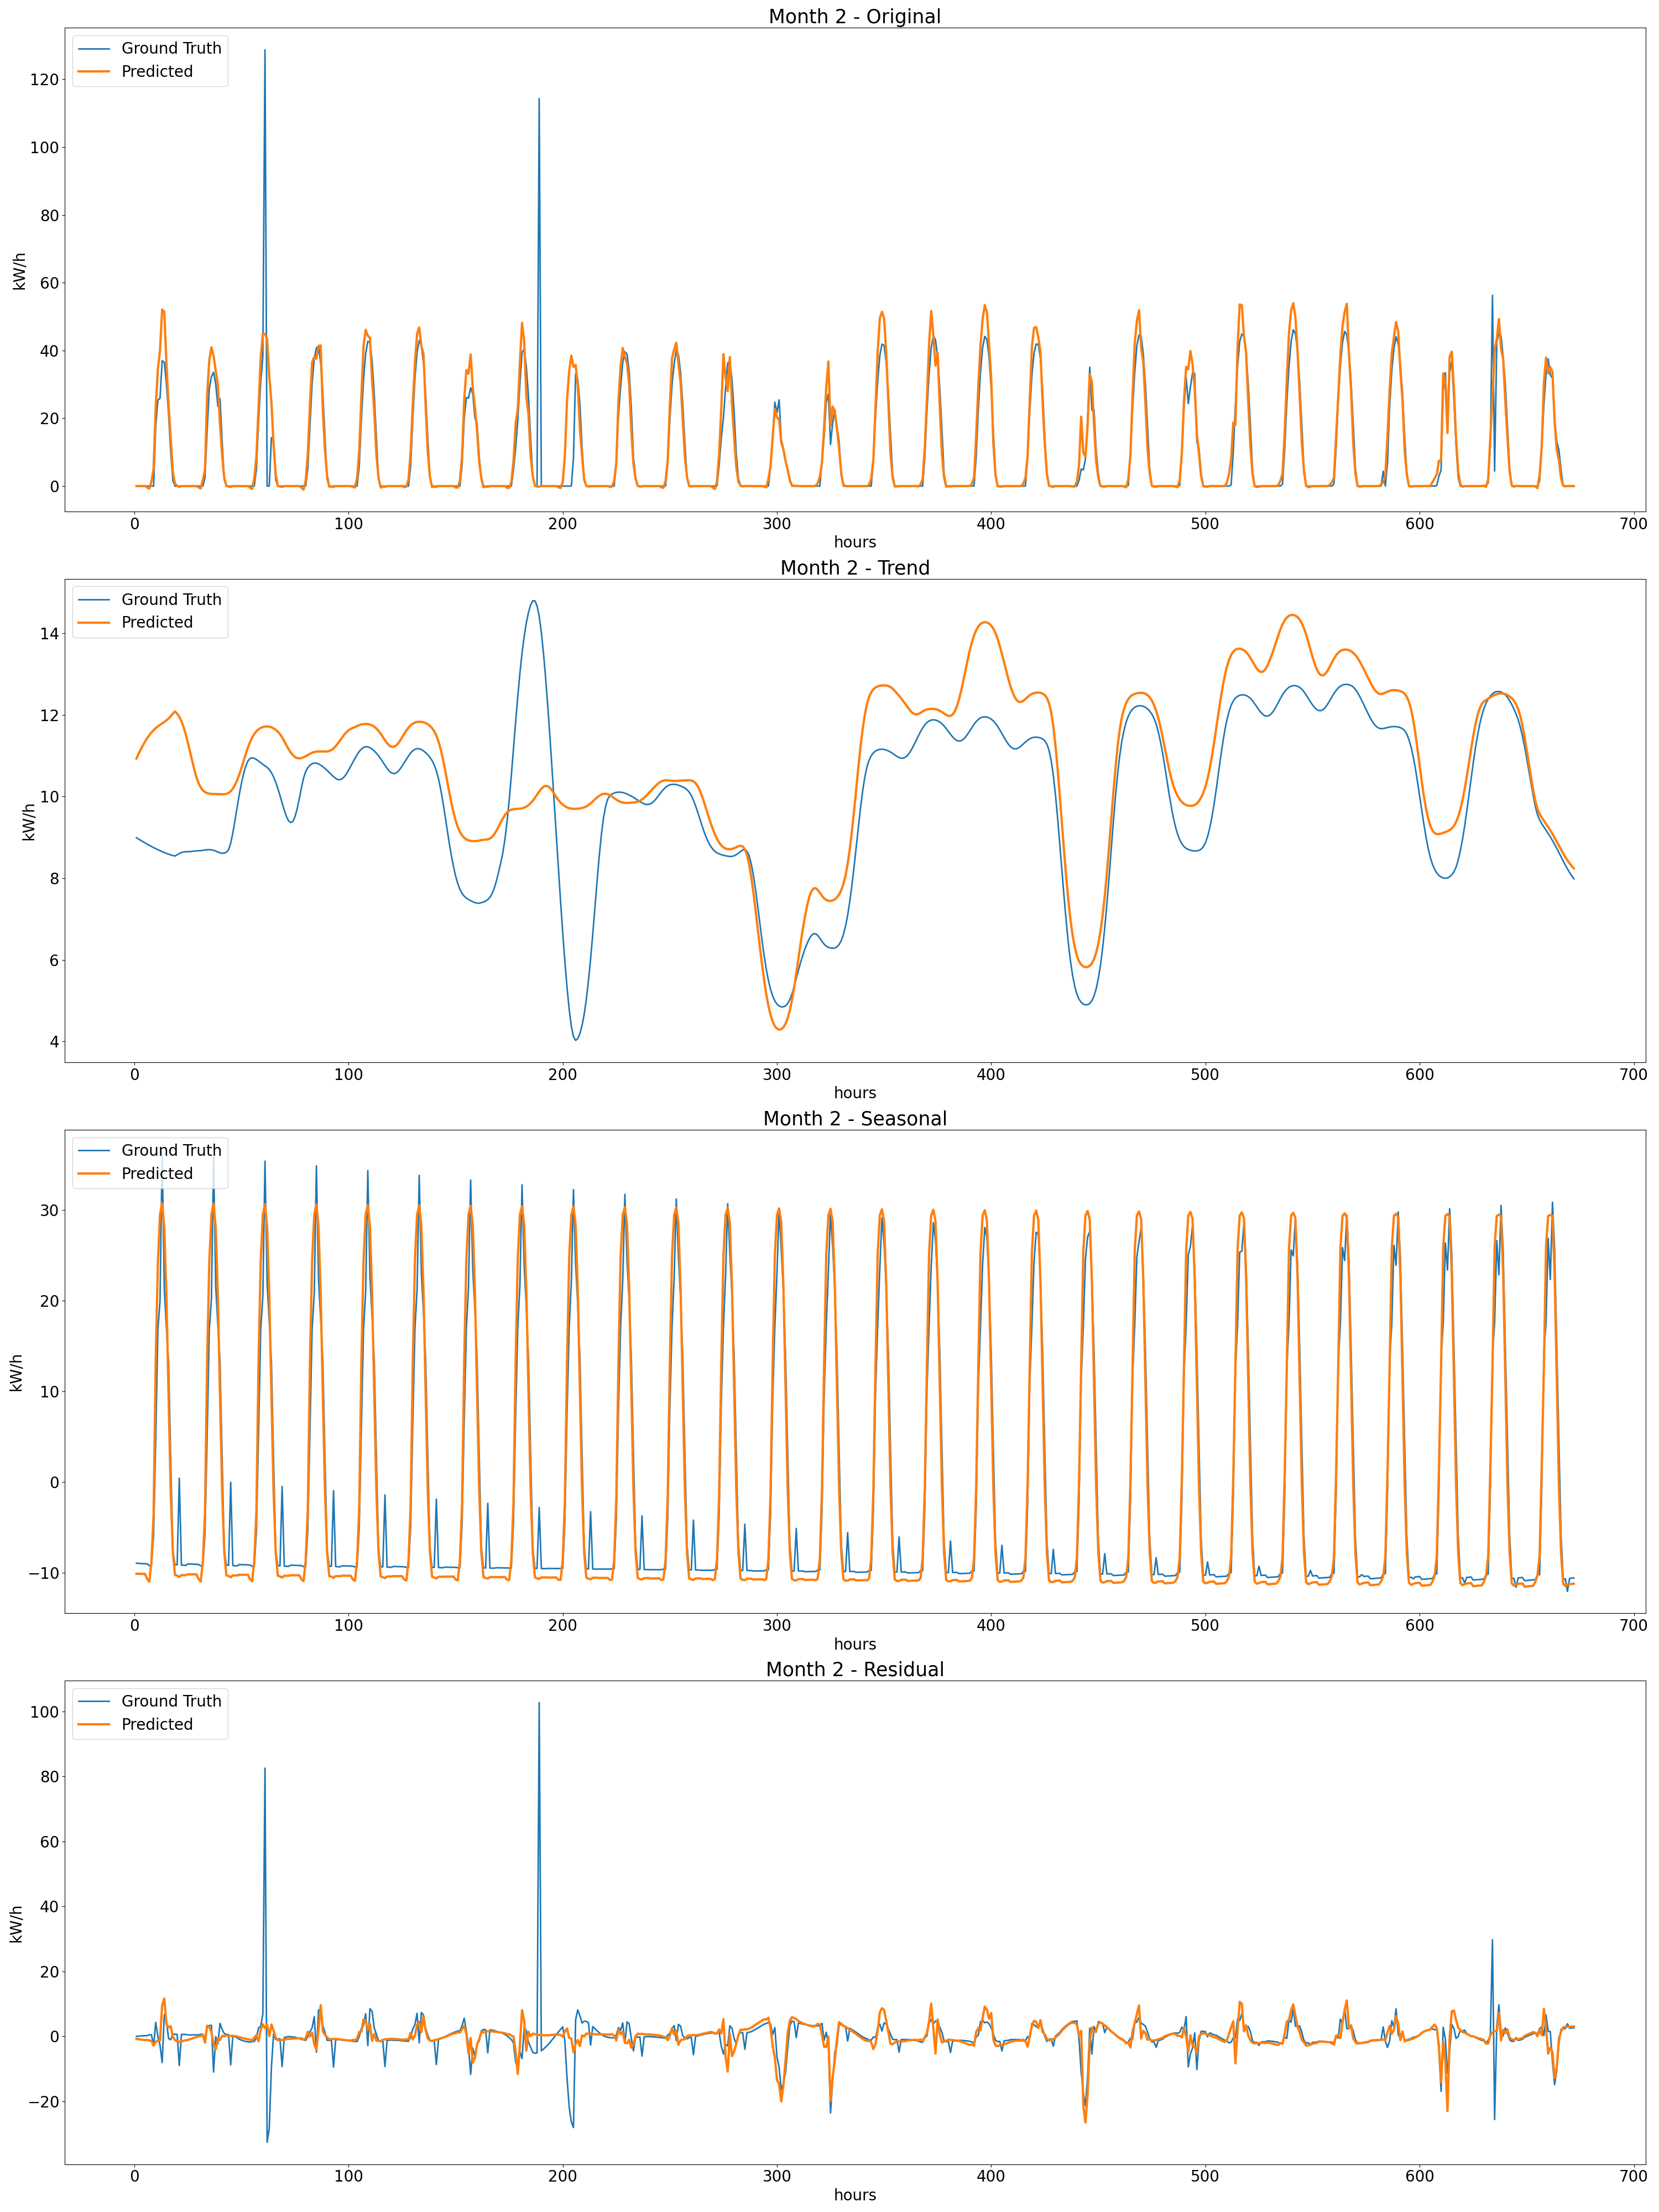 Month 2 - Original
Ground Truth
Predicted
120
100
80
60
40
20
0
kW/h
0 100 200 300 400 500 600 700
hours
Month 2 - Trend
Ground Truth
Predicted
14
12
10
8
6
4
kW/h
0 100 200 300 400 500 600 700
hours
Month 2 - Seasonal
Ground Truth
Predicted
30
20
10
0
−10
kW/h
0 100 200 300 400 500 600 700
hours
Month 2 - Residual
Ground Truth
Predicted
100
80
60
40
20
0
−20
kW/h
0 100 200 300 400 500 600 700
hours